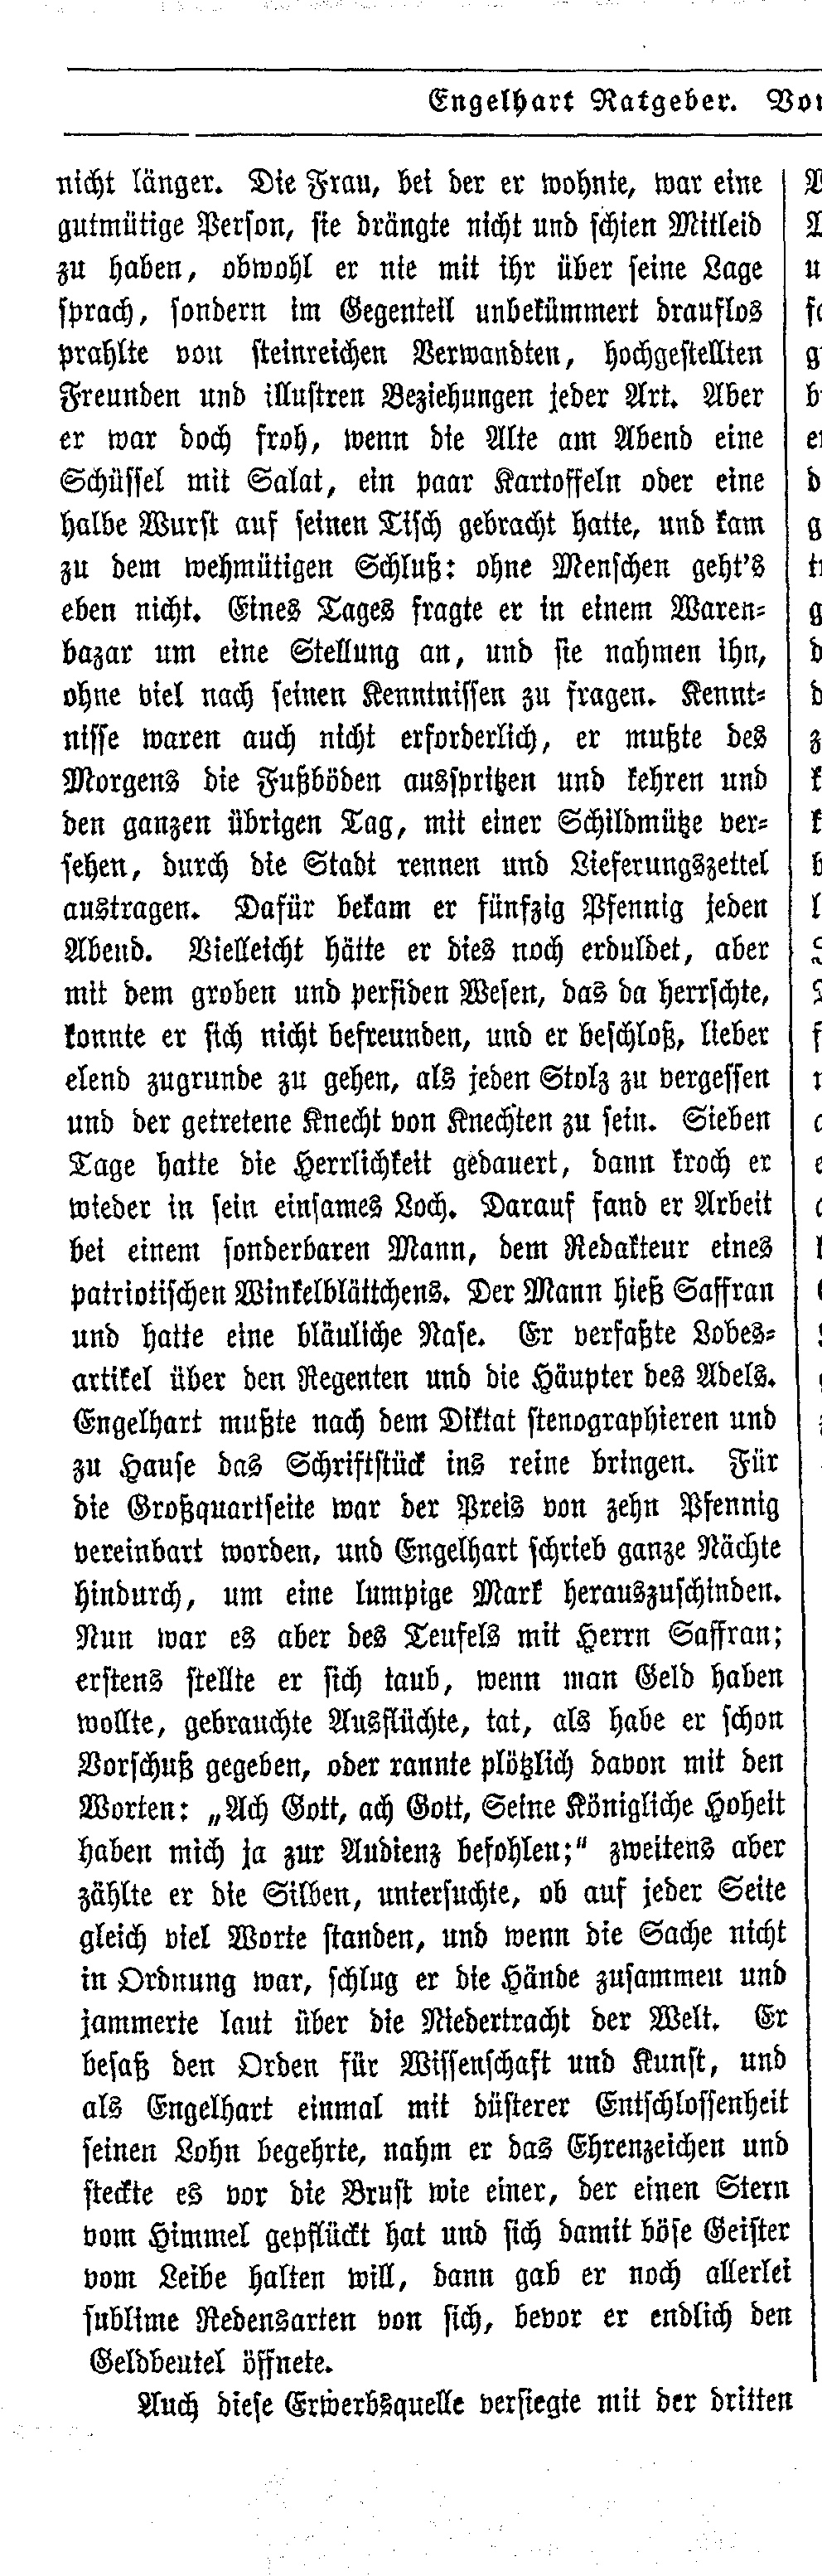 Engelhart Ratgeber. Von
nicht länger. Die Frau, bei der er wohnte, war eine
gutmütige Person, sie drängte nicht und schien Mitleid
zu haben, obwohl er nie mit ihr über seine Lage
sprach, sondern im Gegenteil unbekümmert drauflos
prahlte von steinreichen Verwandten, hochgestellten
Freunden und illustren Beziehungen jeder Art. Aber
er war doch froh, wenn die Alte am Abend eine
Schüssel mit Salat, ein paar Kartoffeln oder eine
halbe Wurst auf seinen Tisch gebracht hatte, und kam
zu dem wehmütigen Schluß: ohne Menschen geht's
eben nicht. Eines Tages fragte er in einem Waren-
bazar um eine Stellung an, und sie nahmen ihn,
ohne viel nach seinen Kenntnissen zu fragen. Kennt-
nisse waren auch nicht erforderlich, er mußte des
Morgens die Fußböden ausspritzen und kehren und
den ganzen übrigen Tag, mit einer Schildmütze ver-
sehen, durch die Stadt rennen und Lieferungszettel
austragen. Dafür bekam er fünfzig Pfennig jeden
Abend. Vielleicht hätte er dies noch erduldet, aber
mit dem groben und perfiden Wesen, das da herrschte,
konnte er sich nicht befreunden, und er beschloß, lieber
elend zugrunde zu gehen, als jeden Stolz zu vergessen
und der getretene Knecht von Knechten zu sein. Sieben
Tage hatte die Herrlichkeit gedauert, dann kroch er
wieder in sein einsames Loch. Darauf fand er Arbeit
bei einem sonderbaren Mann, dem Redakteur eines
patriotischen Winkelblättchens. Der Mann hieß Saffran
und hatte eine bläuliche Nase. Er verfaßte Lobes-
artikel über den Regenten und die Häupter des Adels.
Engelhart mußte nach dem Diktat stenographieren und
zu Hause das Schriftstück ins reine bringen. Für
die Großquartseite war der Preis von zehn Pfennig
vereinbart worden, und Engelhart schrieb ganze Nächte
hindurch, um eine lumpige Mark herauszuschinden.
Nun war es aber des Teufels mit Herrn Saffran;
erstens stellte er sich taub, wenn man Geld haben
wollte, gebrauchte Ausflüchte, tat, als habe er schon
Vorschuß gegeben, oder rannte plötzlich davon mit den
Worten: „Ach Gott, ach Gott, Seine Königliche Hoheit
haben mich ja zur Audienz befohlen;“ zweitens aber
zählte er die Silben, untersuchte, ob auf jeder Seite
gleich viel Worte standen, und wenn die Sache nicht
in Ordnung war, schlug er die Hände zusammen und
jammerte laut über die Niedertracht der Welt. Er
besaß den Orden für Wissenschaft und Kunst, und
als Engelhart einmal mit düsterer Entschlossenheit
seinen Lohn begehrte, nahm er das Ehrenzeichen und
steckte es vor die Brust wie einer, der einen Stern
vom Himmel gepflückt hat und sich damit böse Geister
vom Leibe halten will, dann gab er noch allerlei
sublime Redensarten von sich, bevor er endlich den
Geldbeutel öffnete.
Auch diese Erwerbsquelle versiegte mit der dritten